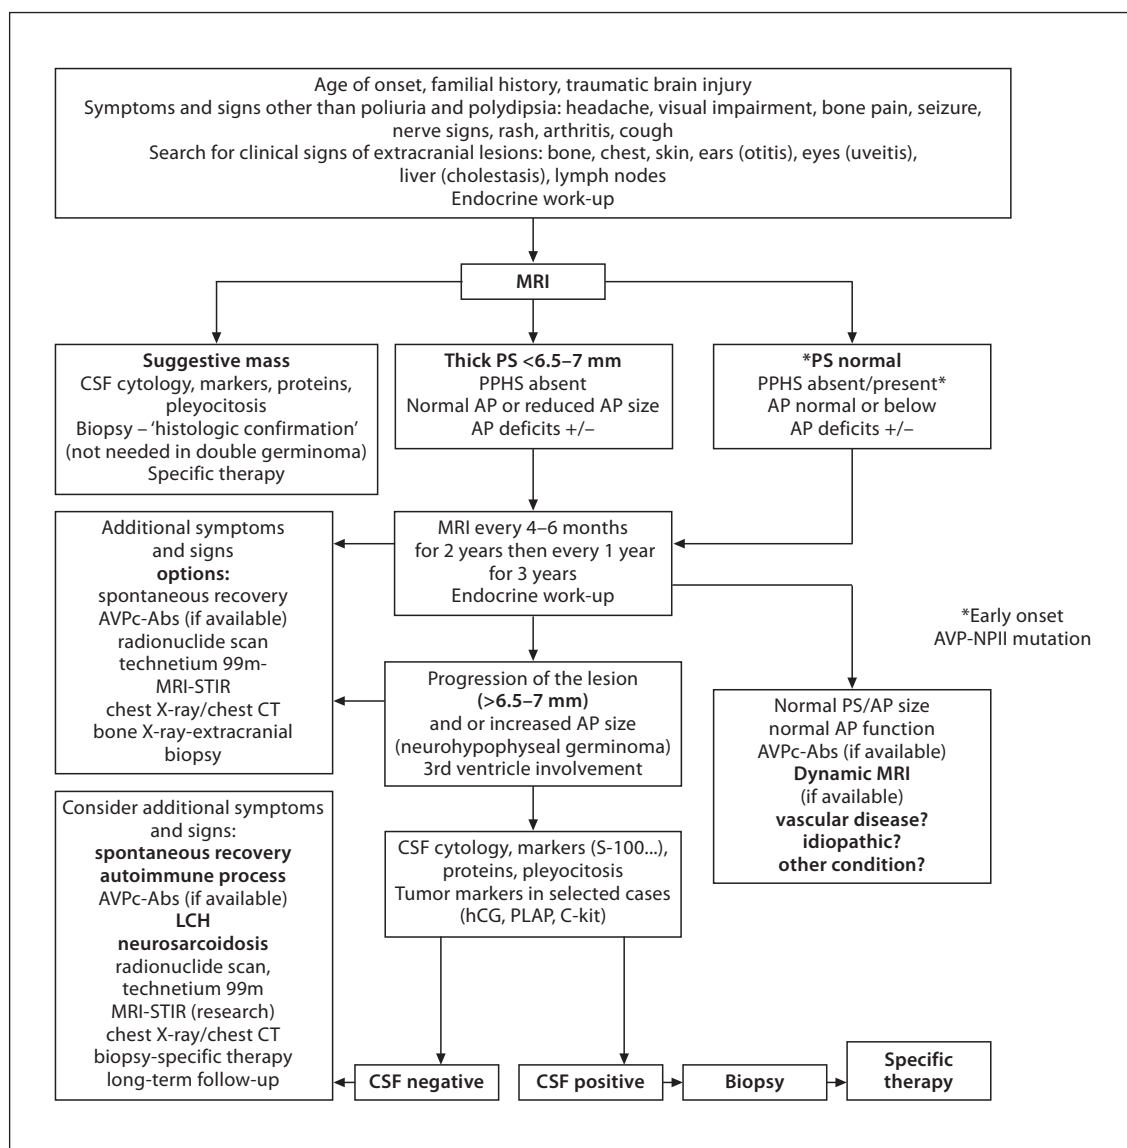 Age of onset, familial history, traumatic brain injury
Symptoms and signs other than poliuria and polydipsia: headache, visual impairment, bone pain, seizure,
nerve signs, rash, arthritis, cough
Search for clinical signs of extracranial lesions: bone, chest, skin, ears (otitis), eyes (uveitis),
liver (cholestasis), lymph nodes
Endocrine work-up
MRI
Suggestive mass
CSF cytology, markers, proteins,
pleyocitosis
Biopsy – ‘histologic confirmation’
(not needed in double germinoma)
Specific therapy
Thick PS <6.5–7 mm
PPHS absent
Normal AP or reduced AP size
AP deficits +/–
*PS normal
PPHS absent/present*
AP normal or below
AP deficits +/–
Additional symptoms
and signs
options:
spontaneous recovery
AVPc-Abs (if available)
radionuclide scan
technetium 99m-
MRI-STIR
chest X-ray/chest CT
bone X-ray-extracranial
biopsy
MRI every 4–6 months
for 2 years then every 1 year
for 3 years
Endocrine work-up
*Early onset
AVP-NPII mutation
Progression of the lesion
(>6.5–7 mm)
and or increased AP size
(neurohypophyseal germinoma)
3rd ventricle involvement
Normal PS/AP size
normal AP function
AVPc-Abs (if available)
Dynamic MRI
(if available)
vascular disease?
idiopathic?
other condition?
Consider additional symptoms
and signs:
spontaneous recovery
autoimmune process
AVPc-Abs (if available)
LCH
neurosarcoidosis
radionuclide scan,
technetium 99m
MRI-STIR (research)
chest X-ray/chest CT
biopsy-specific therapy
long-term follow-up
CSF cytology, markers (S-100...),
proteins, pleyocitosis
Tumor markers in selected cases
(hCG, PLAP, C-kit)
CSF negative
CSF positive
Biopsy
Specific
therapy